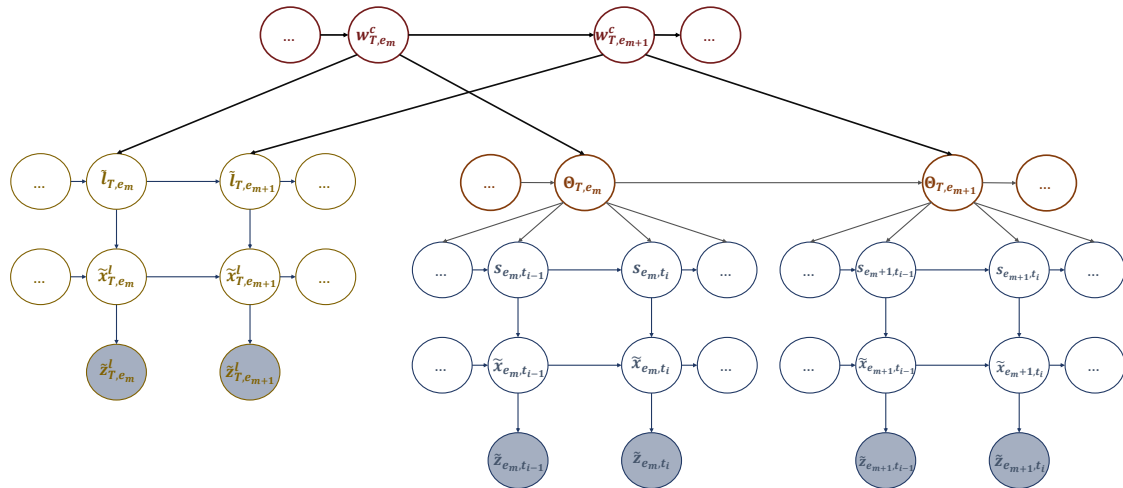 ... w^c_{T,e_m} w^c_{T,e_{m+1}} ...
... l̃_{T,e_m} l̃_{T,e_{m+1}} ... ... Θ_{T,e_m} Θ_{T,e_{m+1}} ...
... x̃^l_{T,e_m} x̃^l_{T,e_{m+1}} ... ... s_{e_m,t_{i-1}} s_{e_m,t_i} ... ... s_{e_{m+1},t_{i-1}} s_{e_{m+1},t_i} ...
z̃^l_{T,e_m} z̃^l_{T,e_{m+1}} ... x̃_{e_m,t_{i-1}} x̃_{e_m,t_i} ... ... x̃_{e_{m+1},t_{i-1}} x̃_{e_{m+1},t_i} ...
z̃_{e_m,t_{i-1}} z̃_{e_m,t_i} z̃_{e_{m+1},t_{i-1}} z̃_{e_{m+1},t_i}